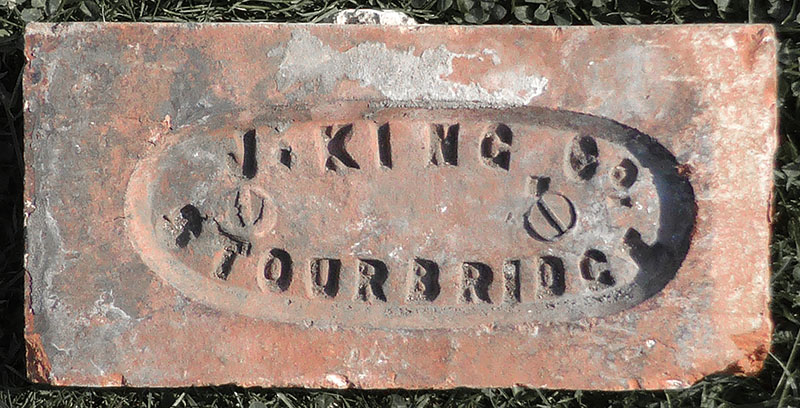 J. KING Co.
STOURBRIDGE